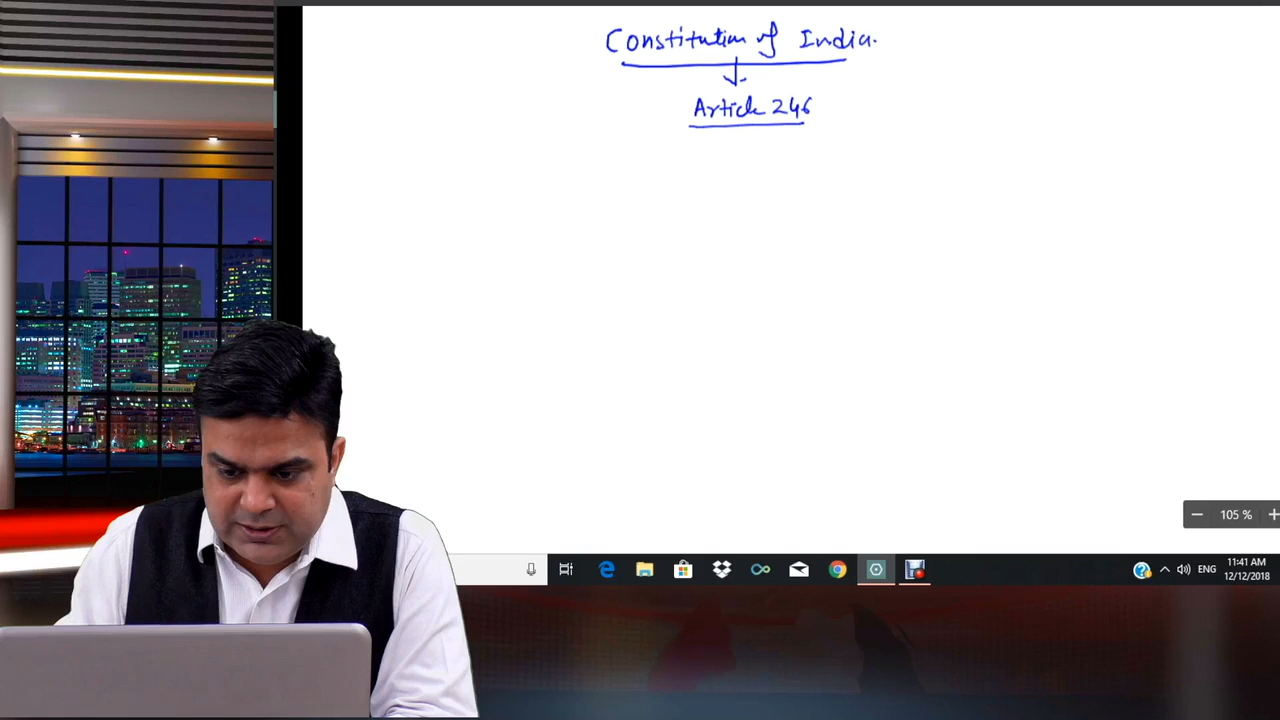 Constitution of India.
Article 246
105 %
ENG
11:41 AM
12/12/2018